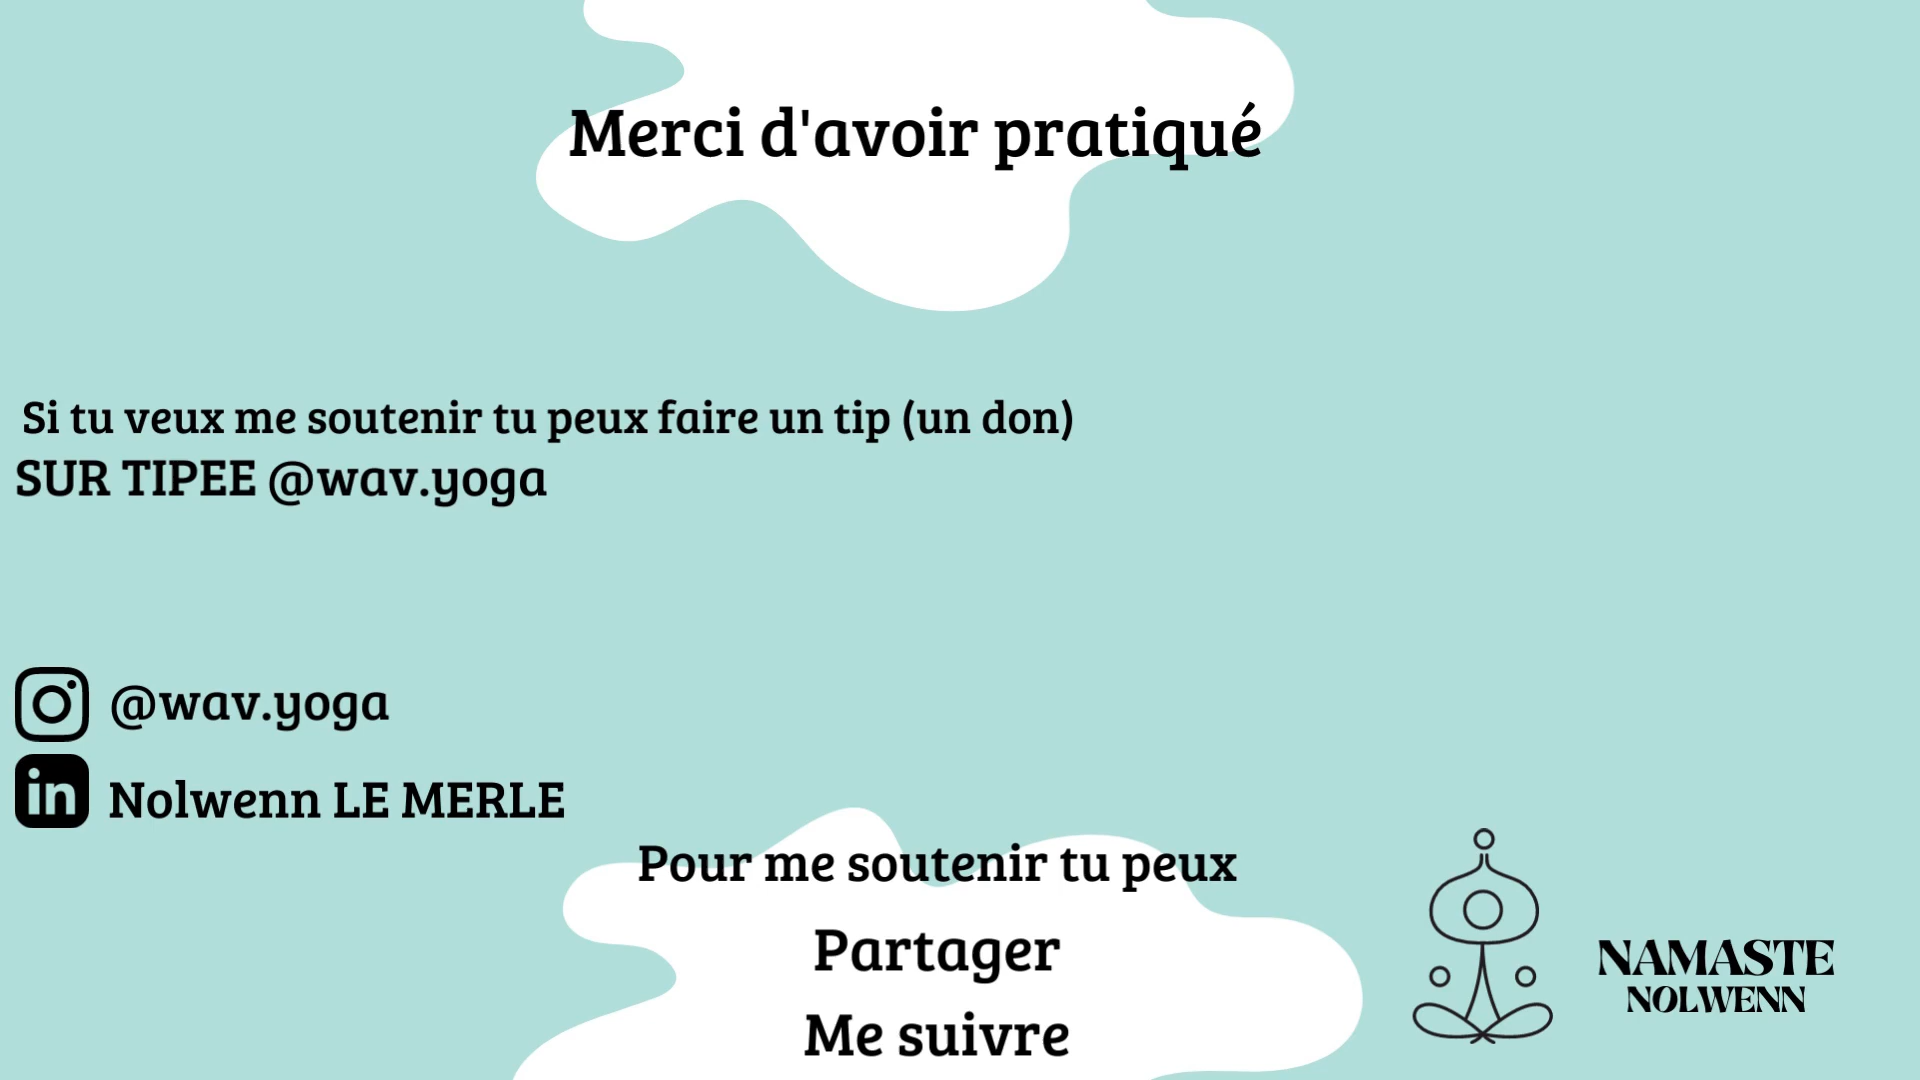 Merci d'avoir pratiqué
Si tu veux me soutenir tu peux faire un tip (un don)
SUR TIPEE @wav.yoga
@wav.yoga
in
Nolwenn LE MERLE
Pour me soutenir tu peux
Partager
Me suivre
NAMASTE
NOLWENN